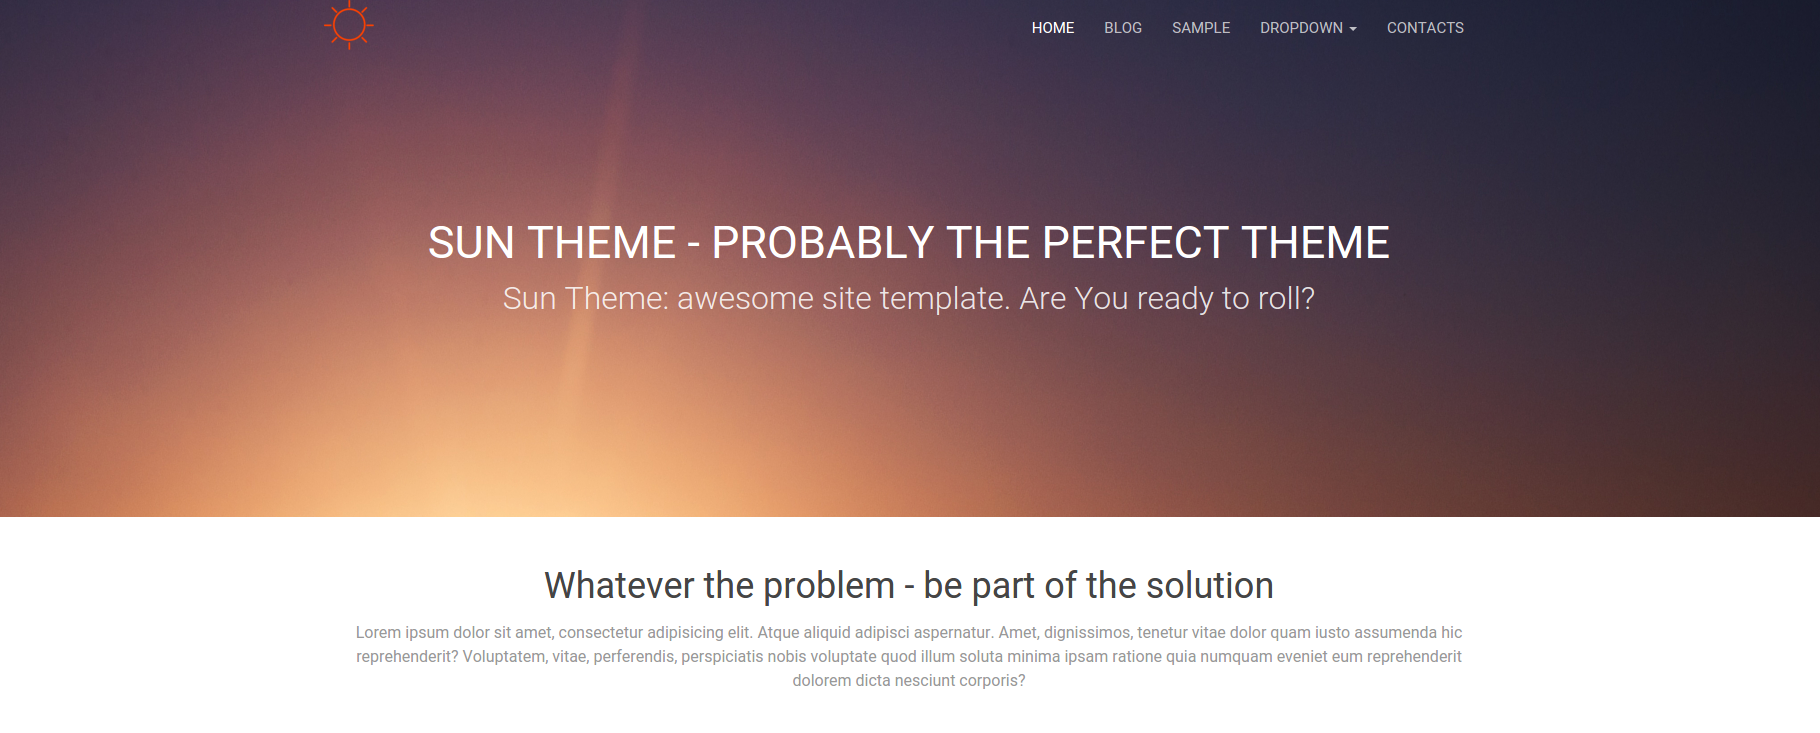 HOME BLOG SAMPLE DROPDOWN CONTACTS
SUN THEME - PROBABLY THE PERFECT THEME
Sun Theme: awesome site template. Are You ready to roll?
Whatever the problem - be part of the solution
Lorem ipsum dolor sit amet, consectetur adipisicing elit. Atque aliquid adipisci aspernatur. Amet, dignissimos, tenetur vitae dolor quam iusto assumenda hic
reprehenderit? Voluptatem, vitae, perferendis, perspiciatis nobis voluptate quod illum soluta minima ipsam ratione quia numquam eveniet eum reprehenderit
dolorem dicta nesciunt corporis?